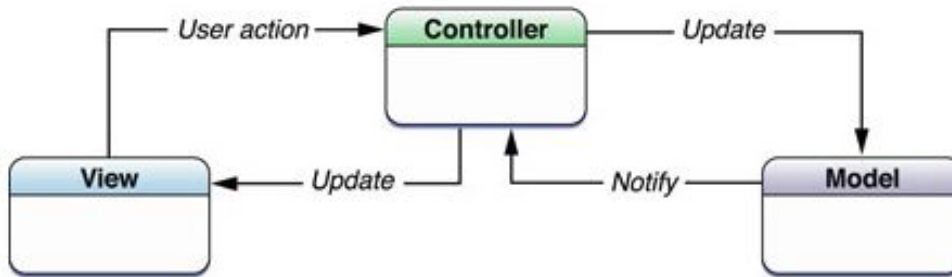 User action
Controller
Update
View
Update
Notify
Model